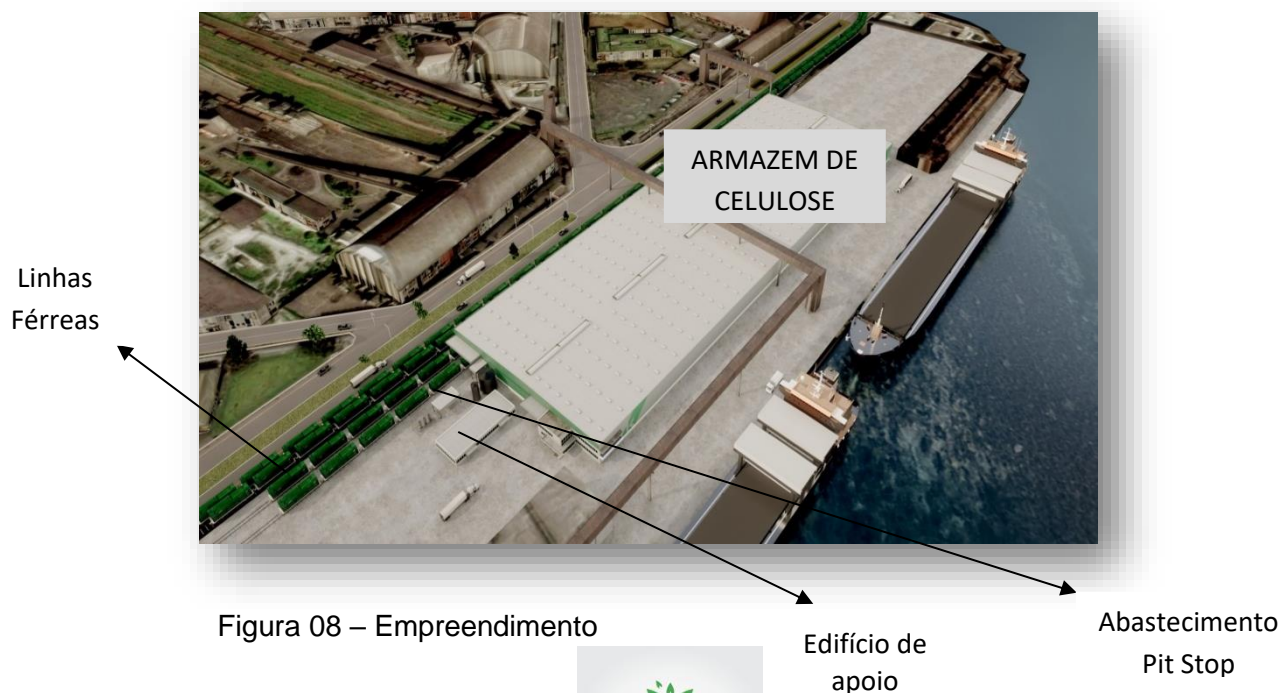 ARMAZEM DE
CELULOSE
Linhas
Férreas
Figura 08 – Empreendimento
Edifício de
apoio
Abastecimento
Pit Stop